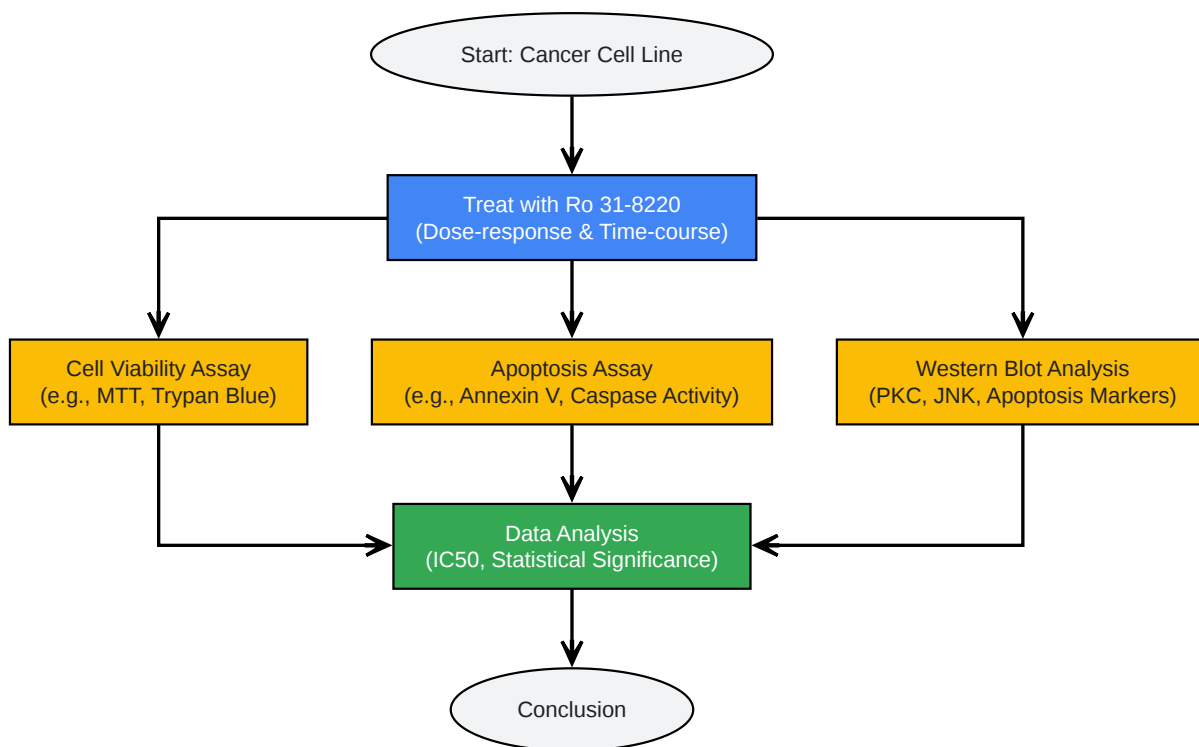 Start: Cancer Cell Line
Treat with Ro 31-8220
(Dose-response & Time-course)
Cell Viability Assay
(e.g., MTT, Trypan Blue)
Apoptosis Assay
(e.g., Annexin V, Caspase Activity)
Western Blot Analysis
(PKC, JNK, Apoptosis Markers)
Data Analysis
(IC50, Statistical Significance)
Conclusion